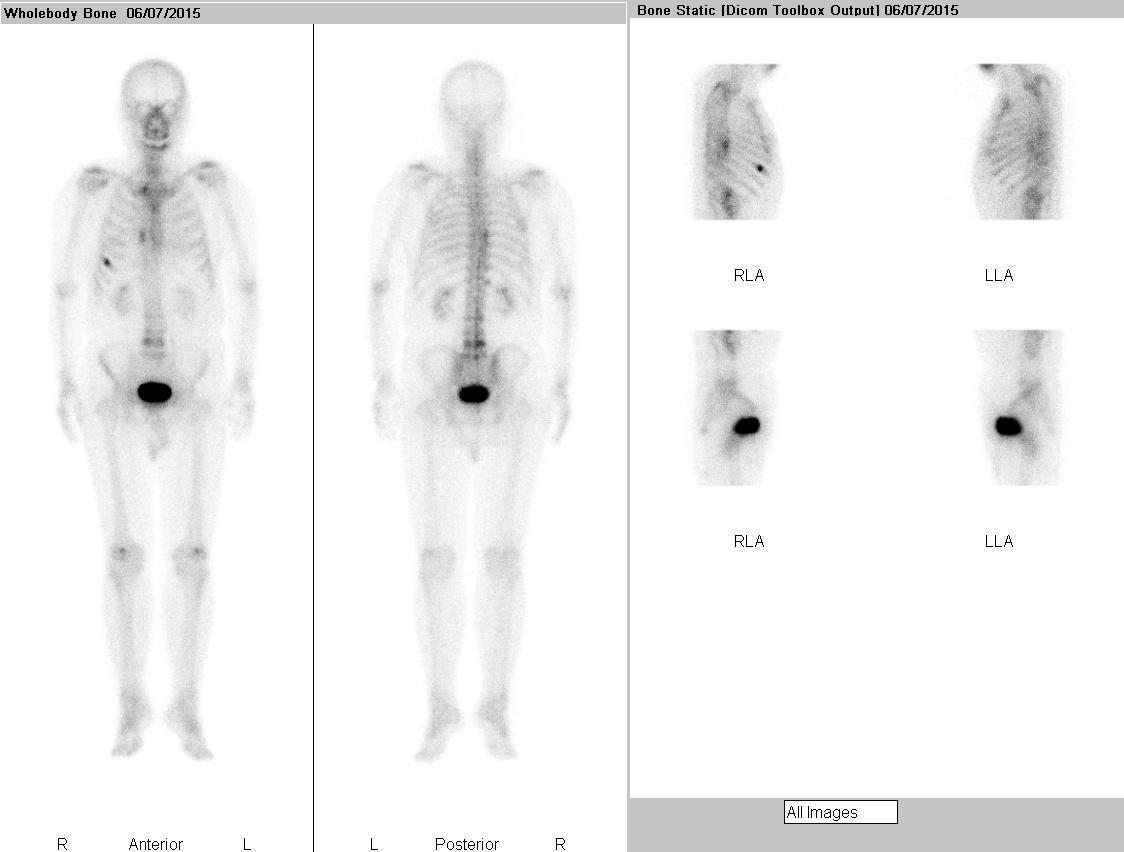 Wholebody Bone 06/07/2015
Bone Static [Dicom Toolbox Output] 06/07/2015
RLA
LLA
RLA
LLA
All Images
R
Anterior
L
L
Posterior
R